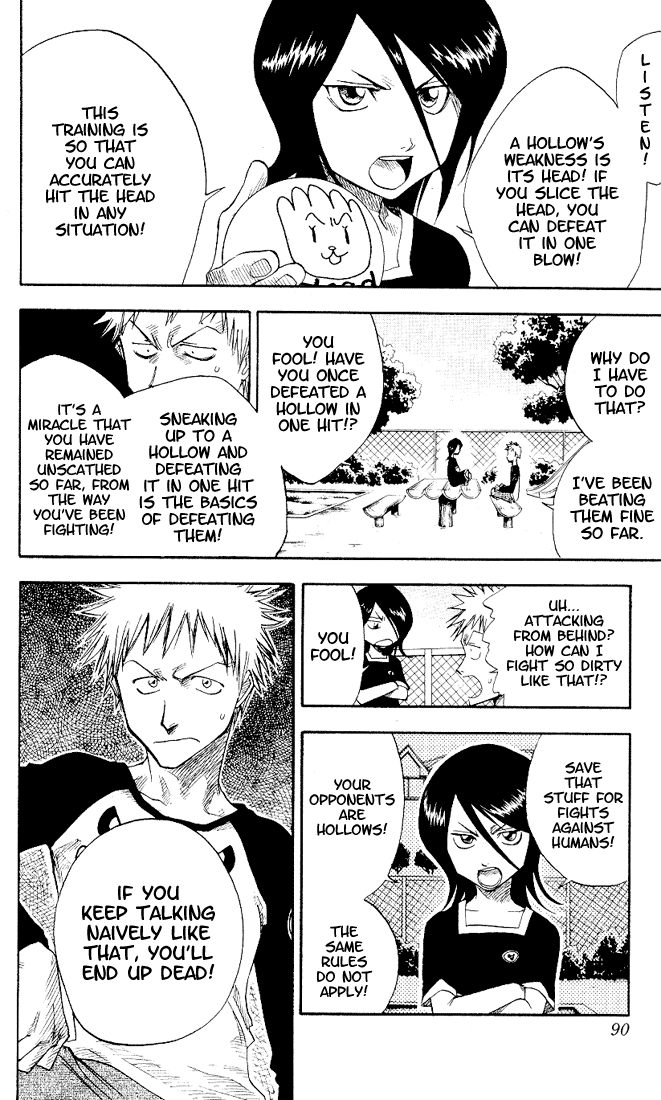 LISTEN!
A HOLLOW'S
WEAKNESS IS
ITS HEAD! IF
YOU SLICE THE
HEAD, YOU
CAN DEFEAT
IT IN ONE
BLOW!
THIS
TRAINING IS
SO THAT
YOU CAN
ACCURATELY
HIT THE HEAD
IN ANY
SITUATION!
WHY DO
I HAVE
TO DO
THAT?
I'VE BEEN
BEATING
THEM FINE
SO FAR.
YOU
FOOL! HAVE
YOU ONCE
DEFEATED A
HOLLOW IN
ONE HIT!?
SNEAKING
UP TO A
HOLLOW AND
DEFEATING
IT IN ONE HIT
IS THE BASICS
OF DEFEATING
THEM!
IT'S A
MIRACLE THAT
YOU HAVE
REMAINED
UNSCATHED
SO FAR, FROM
THE WAY
YOU'VE BEEN
FIGHTING!
UH...
ATTACKING
FROM BEHIND?
HOW CAN I
FIGHT SO DIRTY
LIKE THAT!?
YOU
FOOL!
SAVE
THAT
STUFF FOR
FIGHTS
AGAINST
HUMANS!
YOUR
OPPONENTS
ARE
HOLLOWS!
THE
SAME
RULES
DO NOT
APPLY!
IF YOU
KEEP TALKING
NAIVELY LIKE
THAT, YOU'LL
END UP DEAD!
90